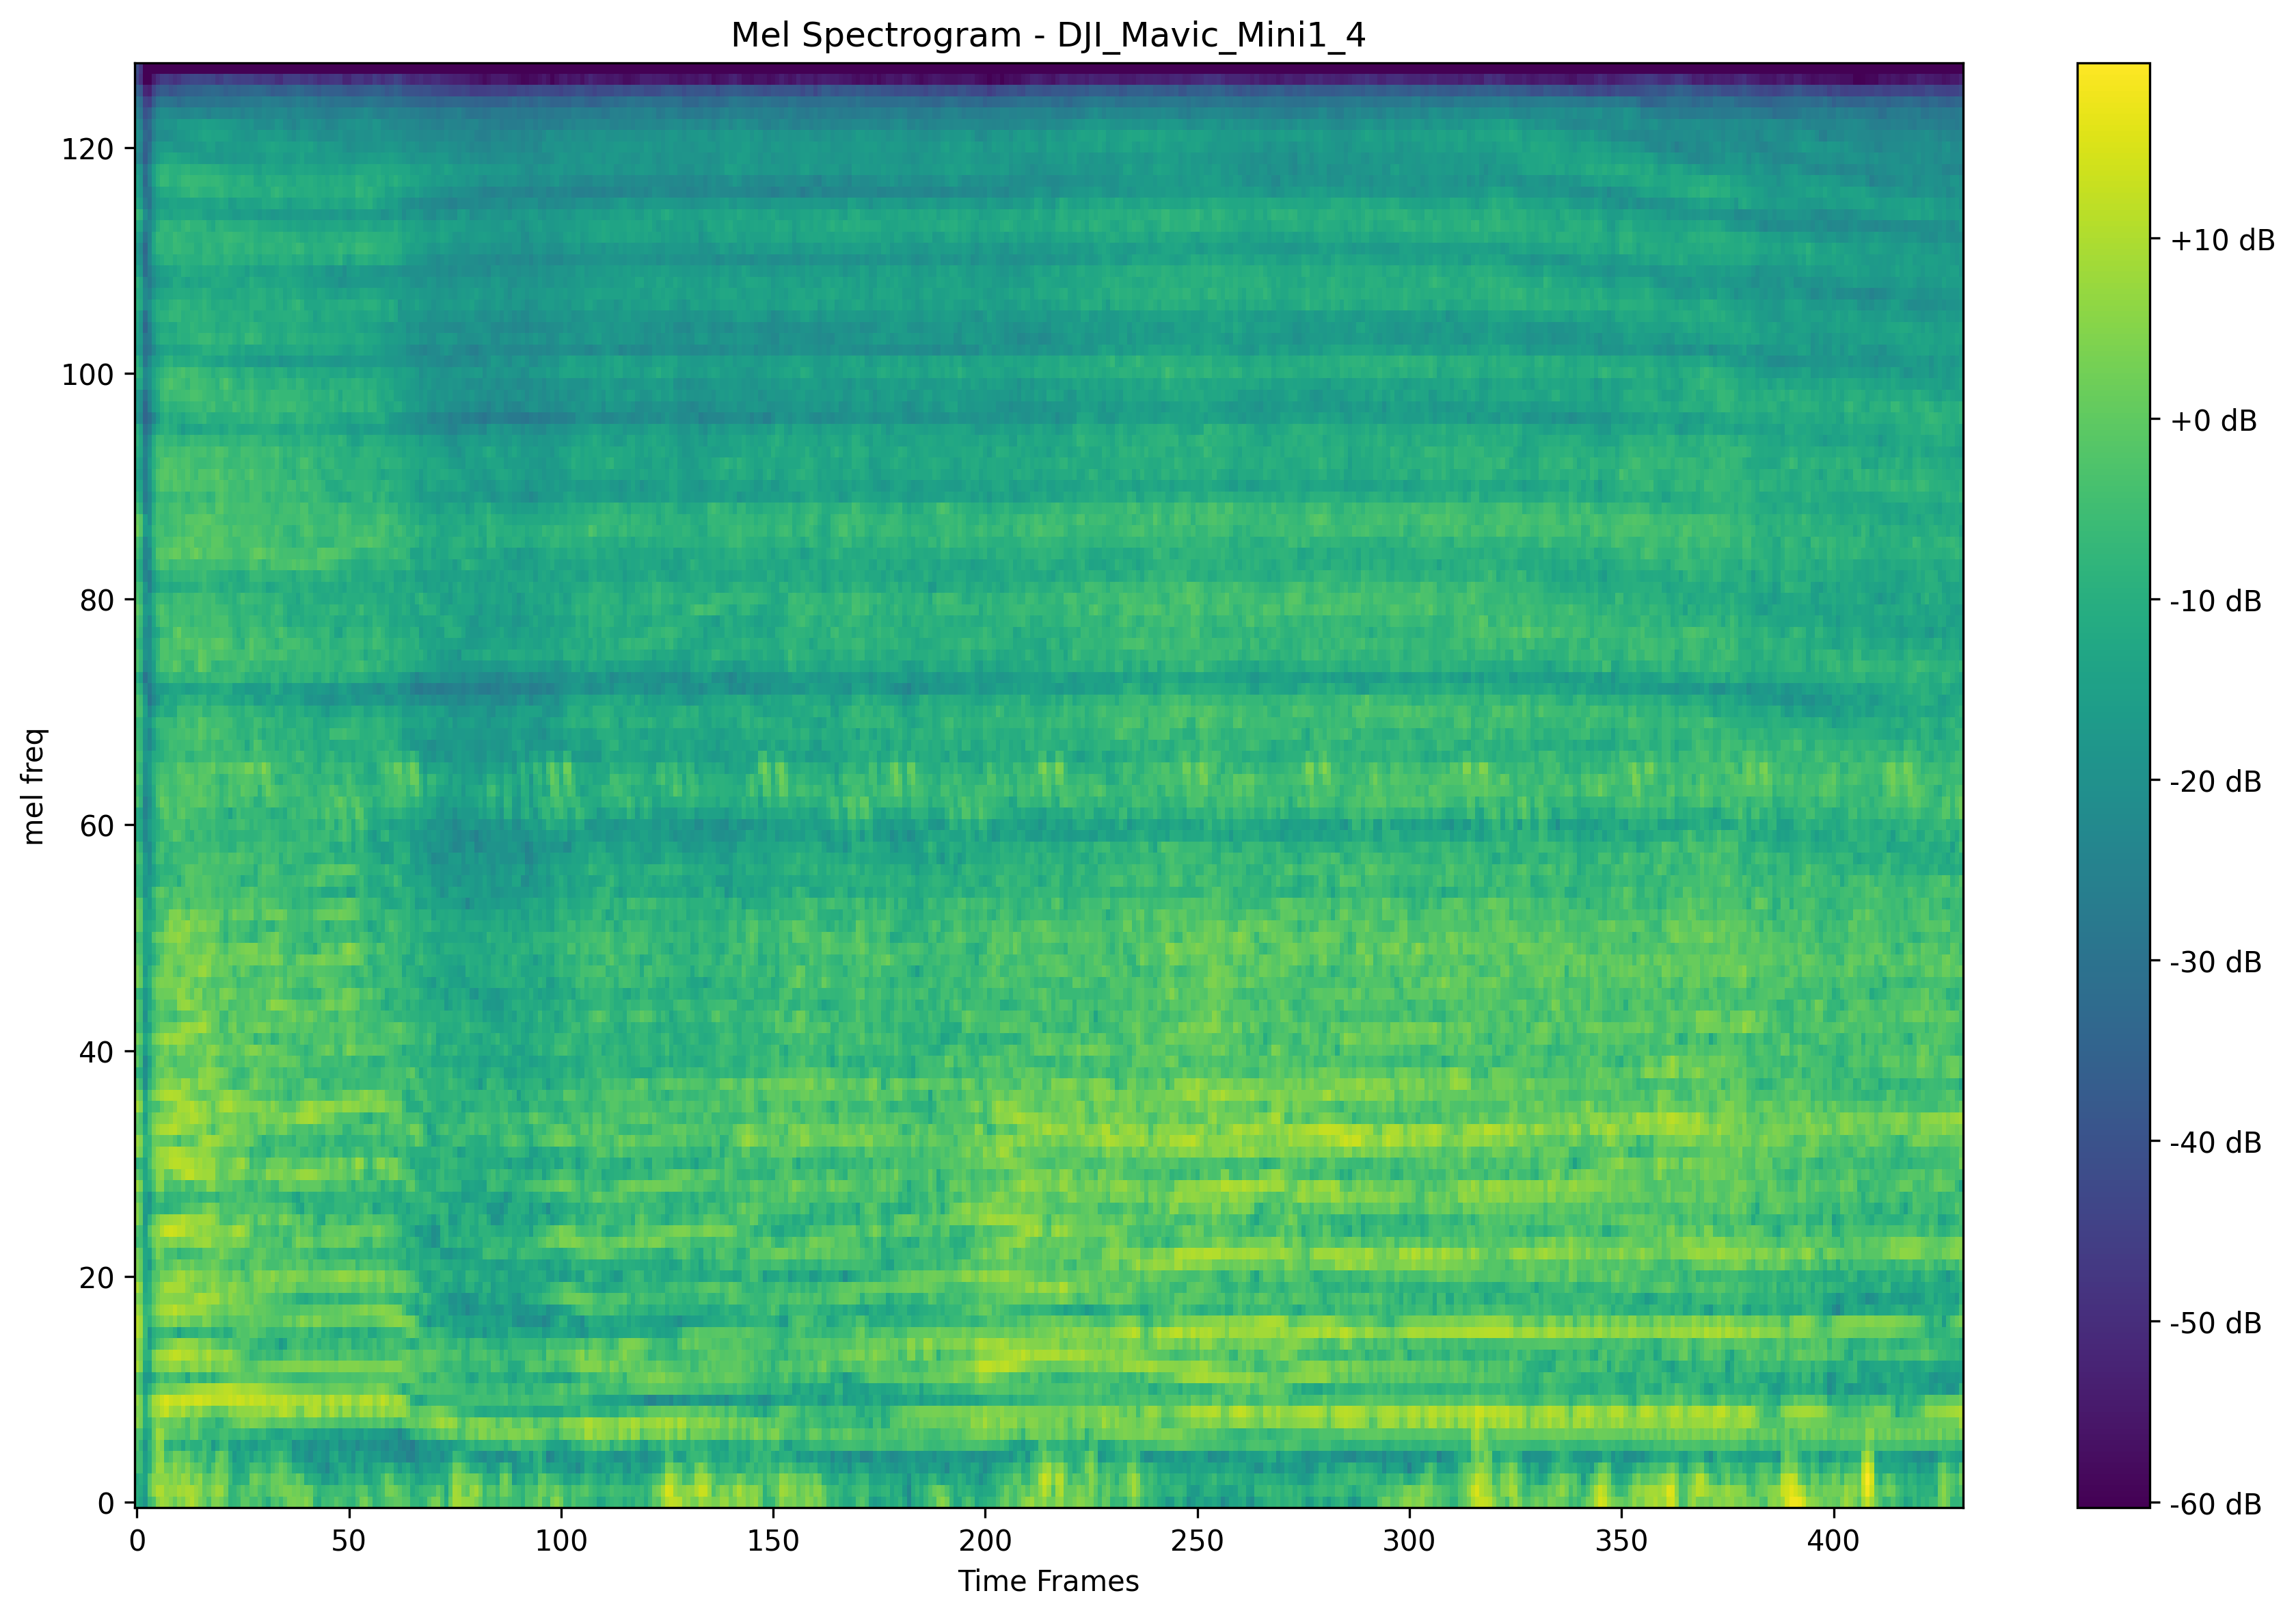 Mel Spectrogram - DJI_Mavic_Mini1_4
mel freq
120
100
80
60
40
20
0
0 50 100 150 200 250 300 350 400
Time Frames
+10 dB
+0 dB
-10 dB
-20 dB
-30 dB
-40 dB
-50 dB
-60 dB